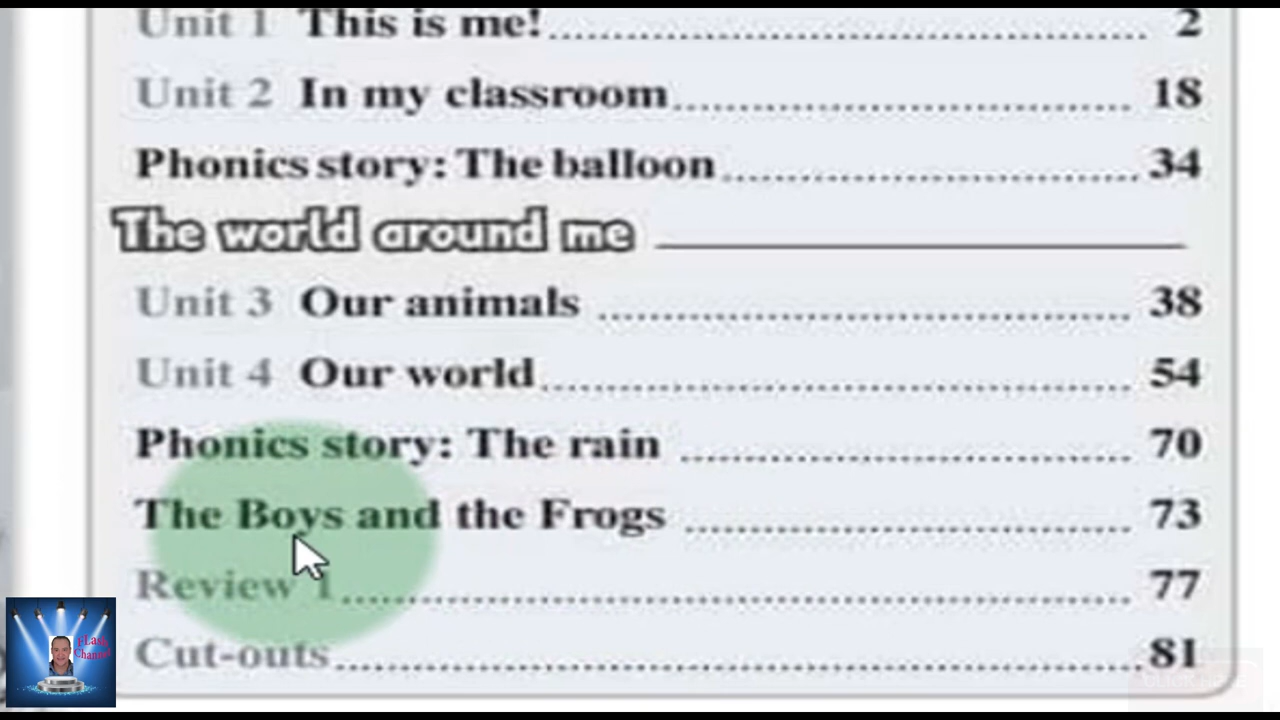 Unit 1 This is me! 2
Unit 2 In my classroom 18
Phonics story: The balloon 34
The world around me
Unit 3 Our animals 38
Unit 4 Our world 54
Phonics story: The rain 70
The Boys and the Frogs 73
Review 1 77
Cut-outs 81
FLash
Channel